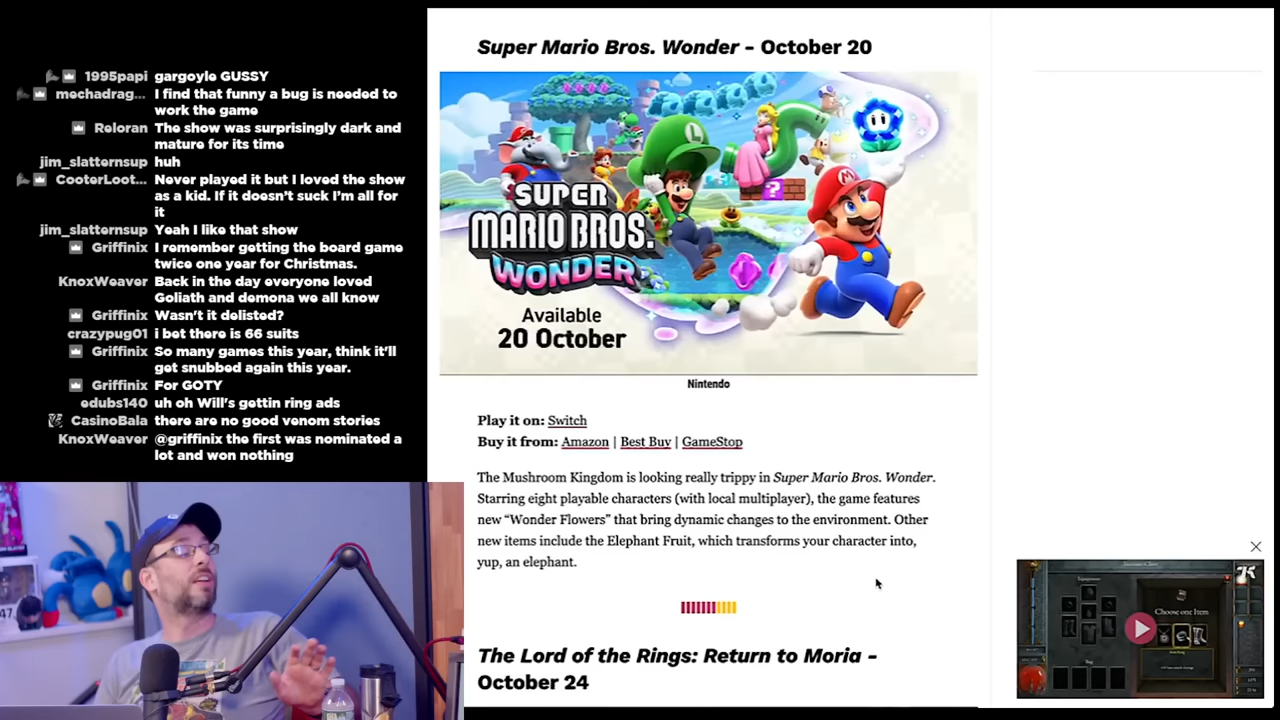 1995papi gargoyle GUSSY
mechadrag... I find that funny a bug is needed to
work the game
Reloran The show was surprisingly dark and
mature for its time
jim_slatternsup huh
CooterLoot... Never played it but I loved the show
as a kid. If it doesn't suck I'm all for
it
jim_slatternsup Yeah I like that show
Griffinix I remember getting the board game
twice one year for Christmas.
KnoxWeaver Back in the day everyone loved
Goliath and demona we all know
Griffinix Wasn't it delisted?
crazypug01 i bet there is 66 suits
Griffinix So many games this year, think it'll
get snubbed again this year.
Griffinix For GOTY
edubs140 uh oh Will's gettin ring ads
CasinoBala there are no good venom stories
KnoxWeaver @griffinix the first was nominated a
lot and won nothing
47
Super Mario Bros. Wonder - October 20
SUPER
MARIO BROS.
WONDER
Available
20 October
L
?
M
Nintendo
Play it on: Switch
Buy it from: Amazon | Best Buy | GameStop
The Mushroom Kingdom is looking really trippy in Super Mario Bros. Wonder.
Starring eight playable characters (with local multiplayer), the game features
new “Wonder Flowers” that bring dynamic changes to the environment. Other
new items include the Elephant Fruit, which transforms your character into,
yup, an elephant.
The Lord of the Rings: Return to Moria -
October 24
Choose one Item